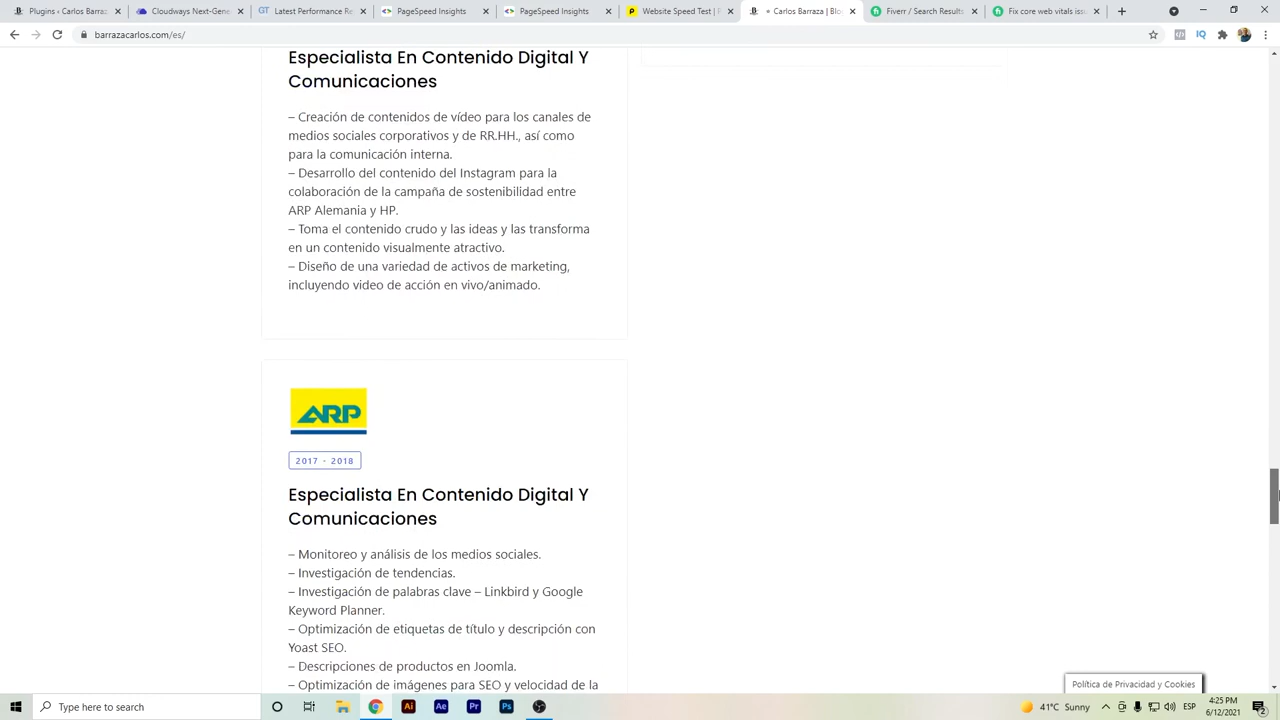 Plugins ‹ Carlos Barraz
Cloudways Next-Gene
GT Latest Performance Re
PageSpeed Insights
PageSpeed Insights
Website Speed Test |
Carlos Barraza | Blo
Fiverr / Search Results
Fix core web vitals iss
barrazacarlos.com/es/
Especialista En Contenido Digital Y
Comunicaciones
– Creación de contenidos de vídeo para los canales de
medios sociales corporativos y de RR.HH., así como
para la comunicación interna.
– Desarrollo del contenido del Instagram para la
colaboración de la campaña de sostenibilidad entre
ARP Alemania y HP.
– Toma el contenido crudo y las ideas y las transforma
en un contenido visualmente atractivo.
– Diseño de una variedad de activos de marketing,
incluyendo video de acción en vivo/animado.
ARP
2017 - 2018
Especialista En Contenido Digital Y
Comunicaciones
– Monitoreo y análisis de los medios sociales.
– Investigación de tendencias.
– Investigación de palabras clave – Linkbird y Google
Keyword Planner.
– Optimización de etiquetas de título y descripción con
Yoast SEO.
– Descripciones de productos en Joomla.
– Optimización de imágenes para SEO y velocidad de la
Política de Privacidad y Cookies
Type here to search
Ai
Ae
Pr
Ps
41°C Sunny
ESP
4:25 PM
6/12/2021
2